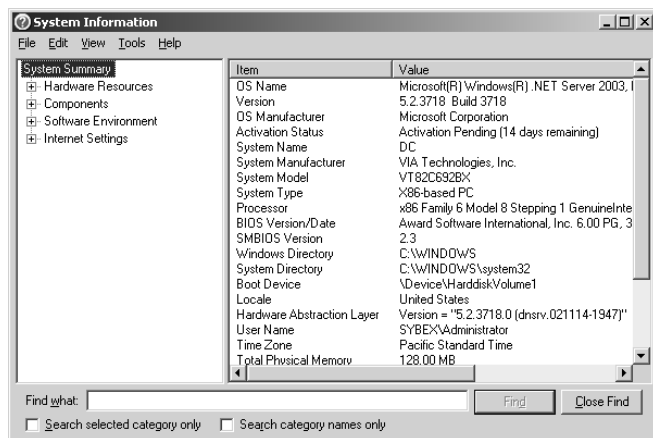 System Information
File Edit View Tools Help
System Summary
Hardware Resources
Components
Software Environment
Internet Settings
Item Value
OS Name Microsoft(R) Windows(R) .NET Server 2003,
Version 5.2.3718 Build 3718
OS Manufacturer Microsoft Corporation
Activation Status Activation Pending (14 days remaining)
System Name DC
System Manufacturer VIA Technologies, Inc.
System Model VT82C692BX
System Type X86-based PC
Processor x86 Family 6 Model 8 Stepping 1 GenuineInte
BIOS Version/Date Award Software International, Inc. 6.00 PG, 3
SMBIOS Version 2.3
Windows Directory C:\WINDOWS
System Directory C:\WINDOWS\system32
Boot Device \Device\HarddiskVolume1
Locale United States
Hardware Abstraction Layer Version = "5.2.3718.0 (dnsrv.021114-1947)"
User Name SYBEX\Administrator
Time Zone Pacific Standard Time
Total Physical Memory 128.00 MB
Find what: Find Close Find
Search selected category only Search category names only